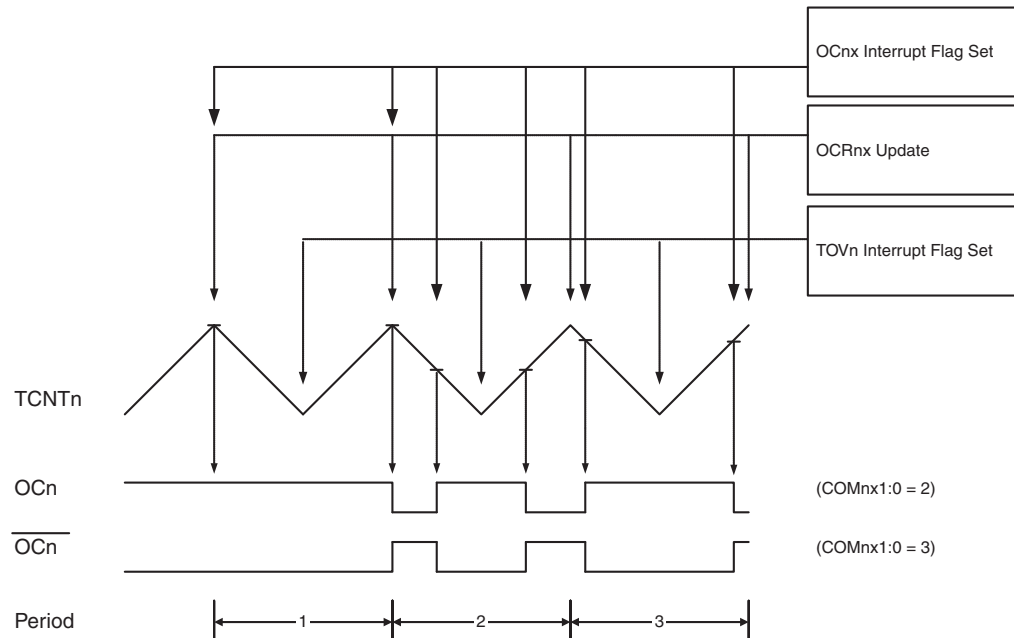 OCnx Interrupt Flag Set
OCRnx Update
TOVn Interrupt Flag Set
TCNTn
OCn (COMnx1:0 = 2)
OCn (COMnx1:0 = 3)
Period 1 2 3